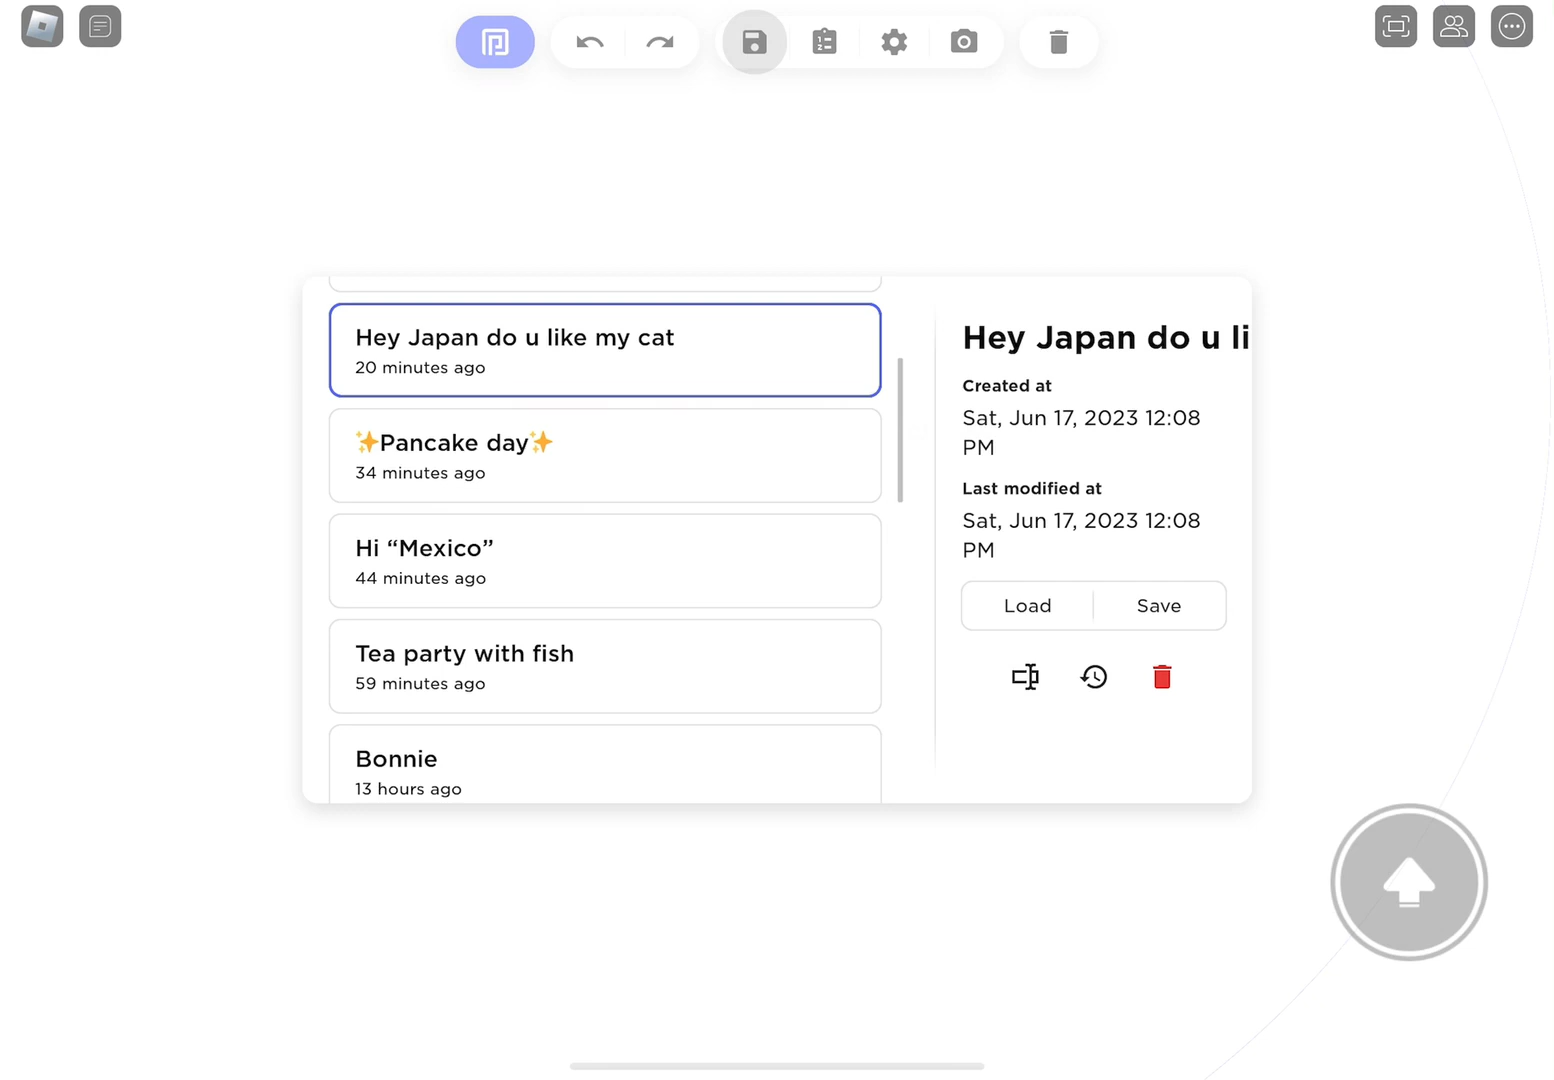 Hey Japan do u like my cat
20 minutes ago
✨Pancake day✨
34 minutes ago
Hi “Mexico”
44 minutes ago
Tea party with fish
59 minutes ago
Bonnie
13 hours ago
Hey Japan do u li
Created at
Sat, Jun 17, 2023 12:08
PM
Last modified at
Sat, Jun 17, 2023 12:08
PM
Load Save